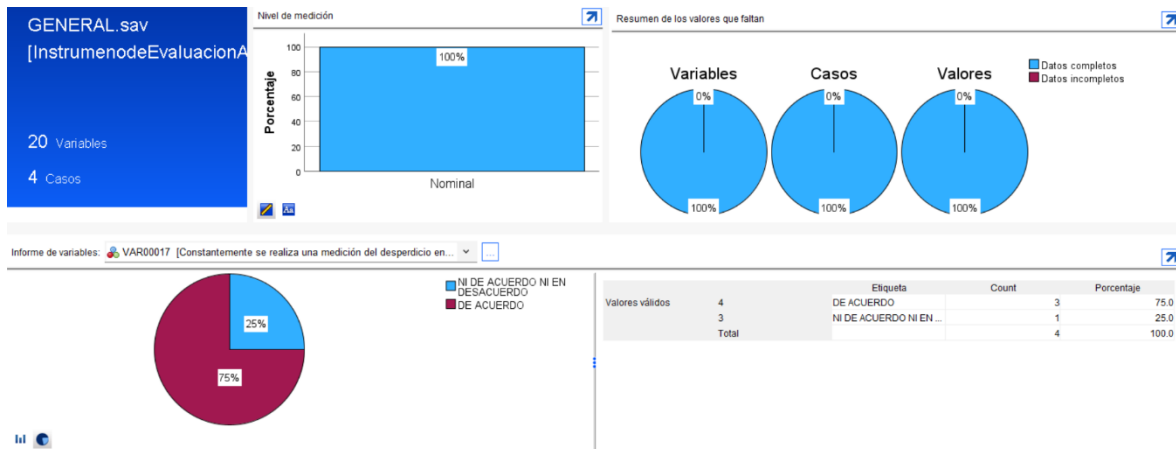 GENERAL.sav
[InstrumenodeEvaluacionA
20 Variables
4 Casos
Nivel de medición
Porcentaje
100
80
60
40
20
0
100%
Nominal
Resumen de los valores que faltan
Variables
Casos
Valores
0%
0%
0%
100%
100%
100%
Datos completos
Datos incompletos
Informe de variables: VAR00017 [Constantemente se realiza una medición del desperdicio en... ...
25%
75%
NI DE ACUERDO NI EN
DESACUERDO
DE ACUERDO
Etiqueta Count Porcentaje
Valores válidos 4 DE ACUERDO 3 75.0
3 NI DE ACUERDO NI EN ... 1 25.0
Total 4 100.0